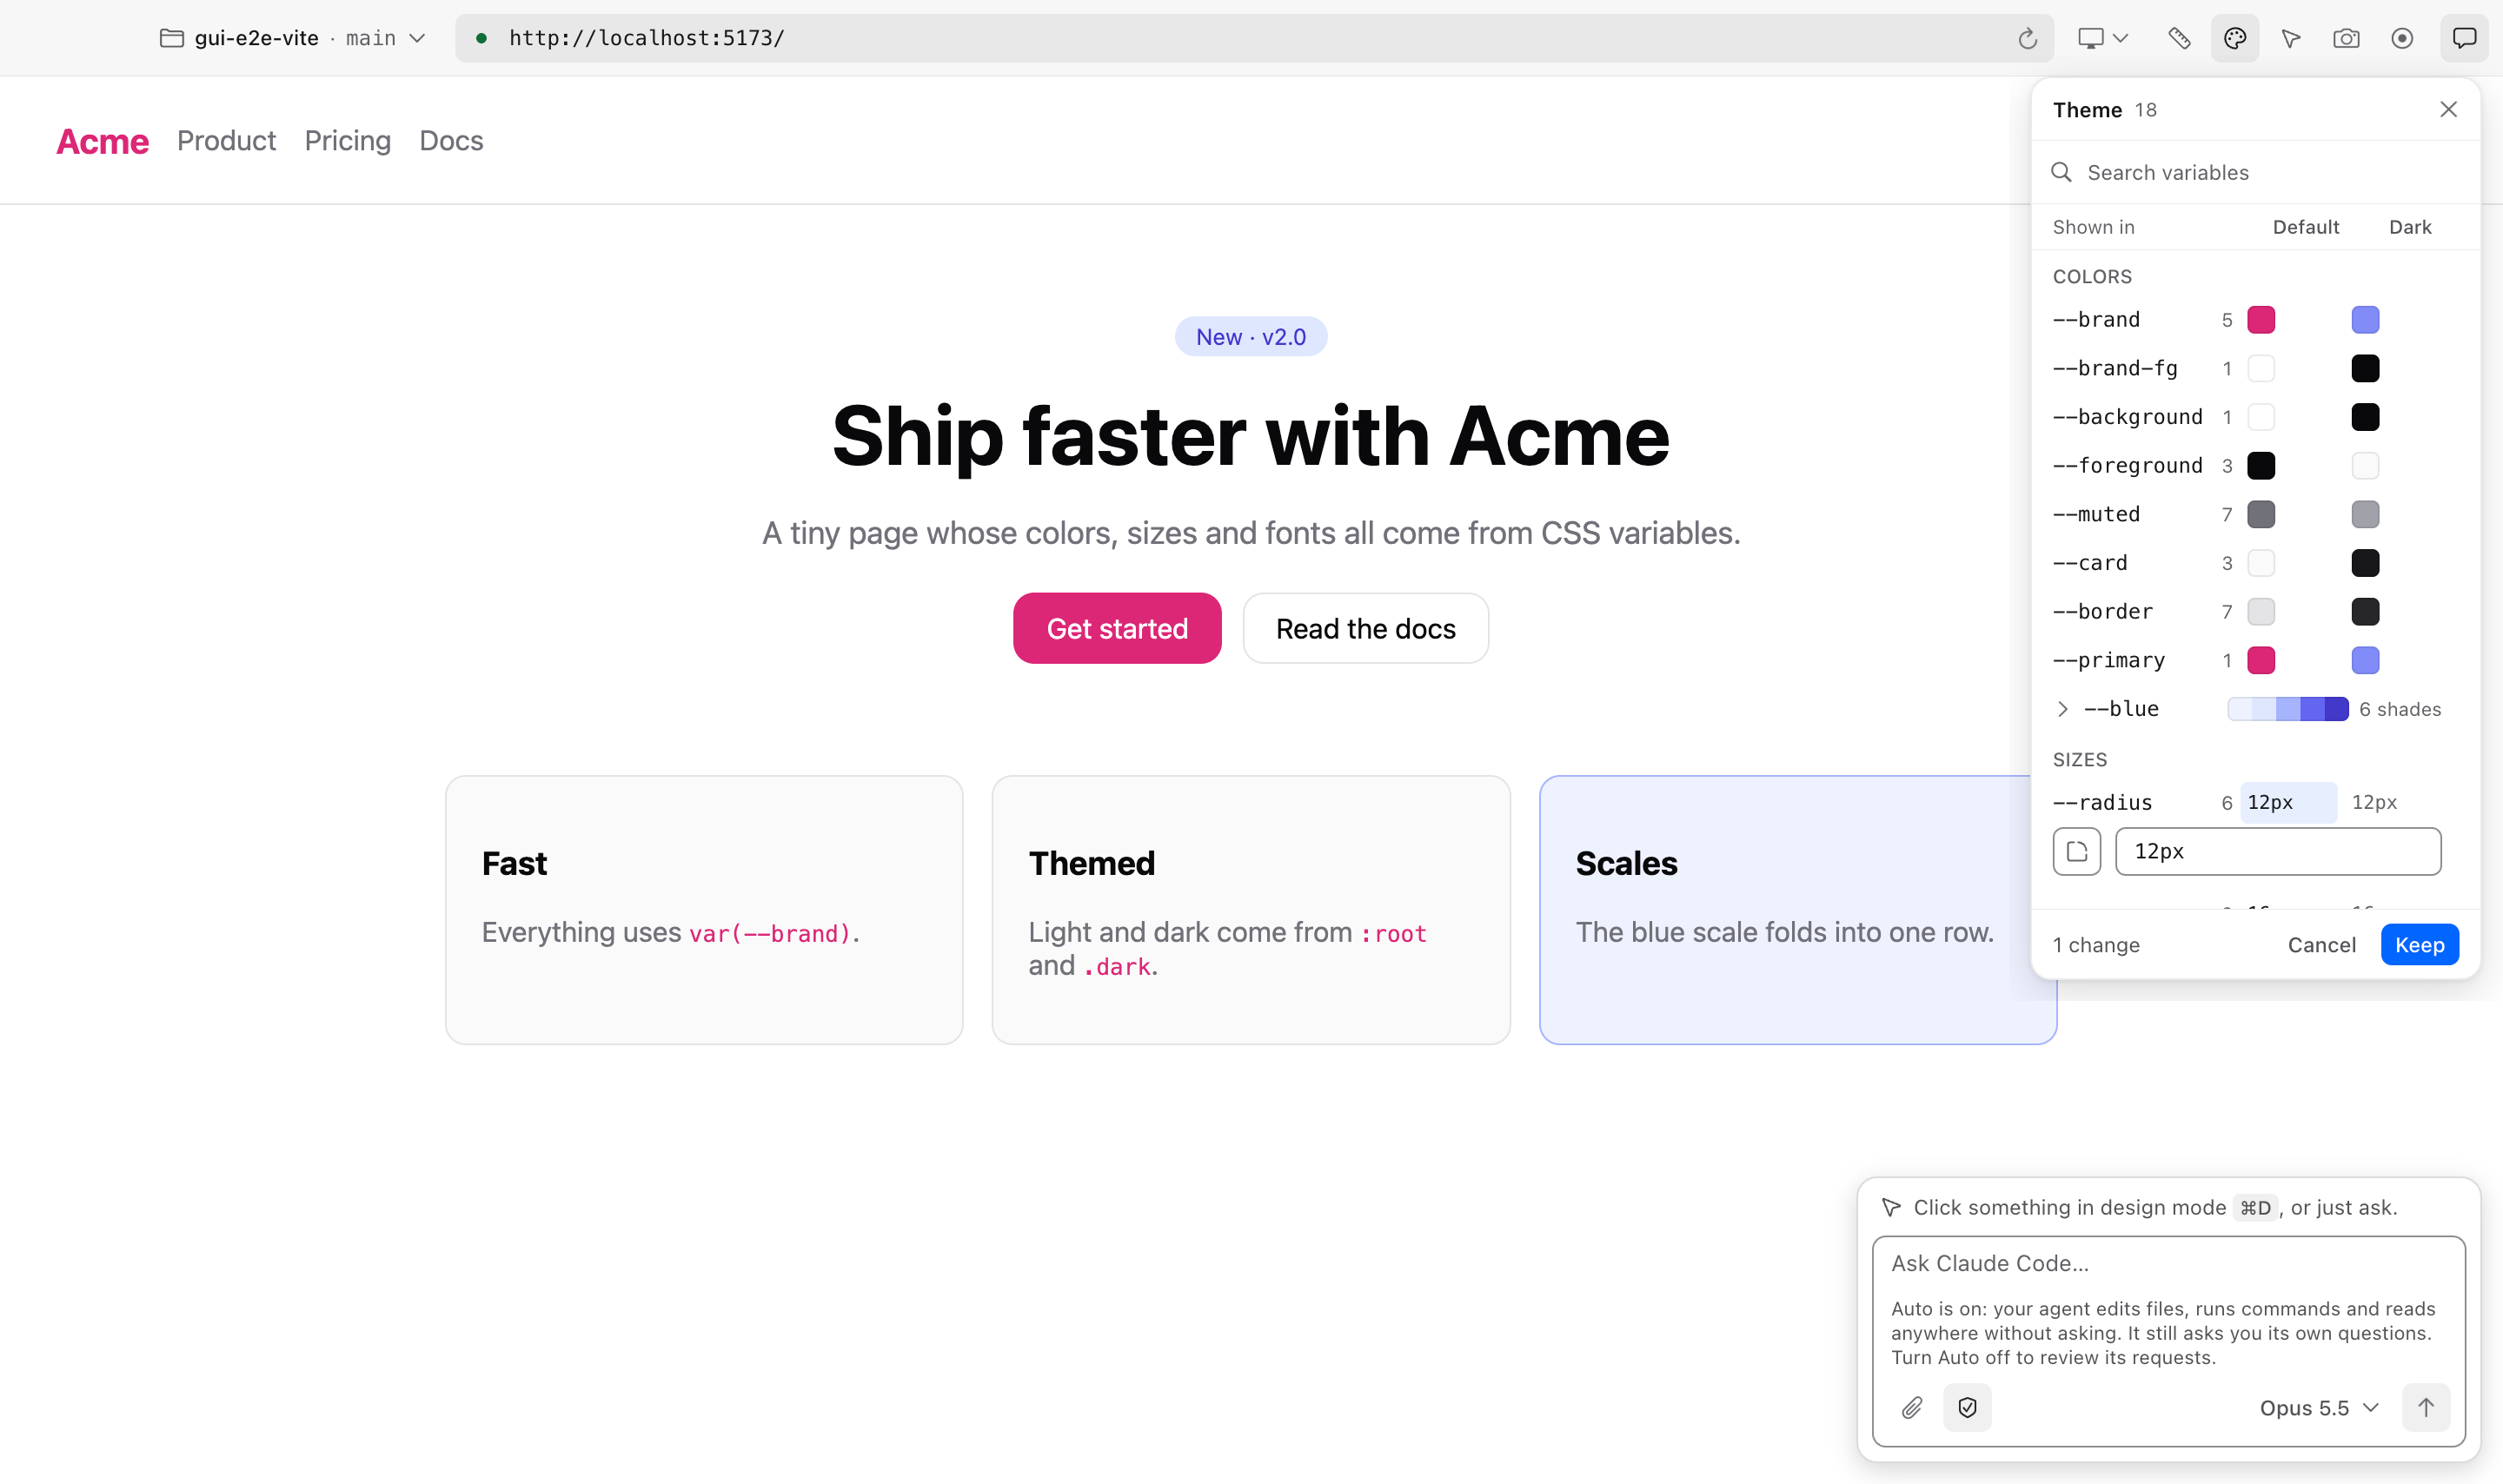 gui-e2e-vite · main
http://localhost:5173/
Acme Product Pricing Docs
New · v2.0
Ship faster with Acme
A tiny page whose colors, sizes and fonts all come from CSS variables.
Get started Read the docs
Fast
Everything uses var(--brand).
Themed
Light and dark come from :root
and .dark.
Scales
The blue scale folds into one row.
Theme 18
Search variables
Shown in Default Dark
COLORS
--brand 5
--brand-fg 1
--background 1
--foreground 3
--muted 7
--card 3
--border 7
--primary 1
--blue 6 shades
SIZES
--radius 6 12px 12px
12px
1 change Cancel Keep
Click something in design mode ⌘D, or just ask.
Ask Claude Code...
Auto is on: your agent edits files, runs commands and reads
anywhere without asking. It still asks you its own questions.
Turn Auto off to review its requests.
Opus 5.5